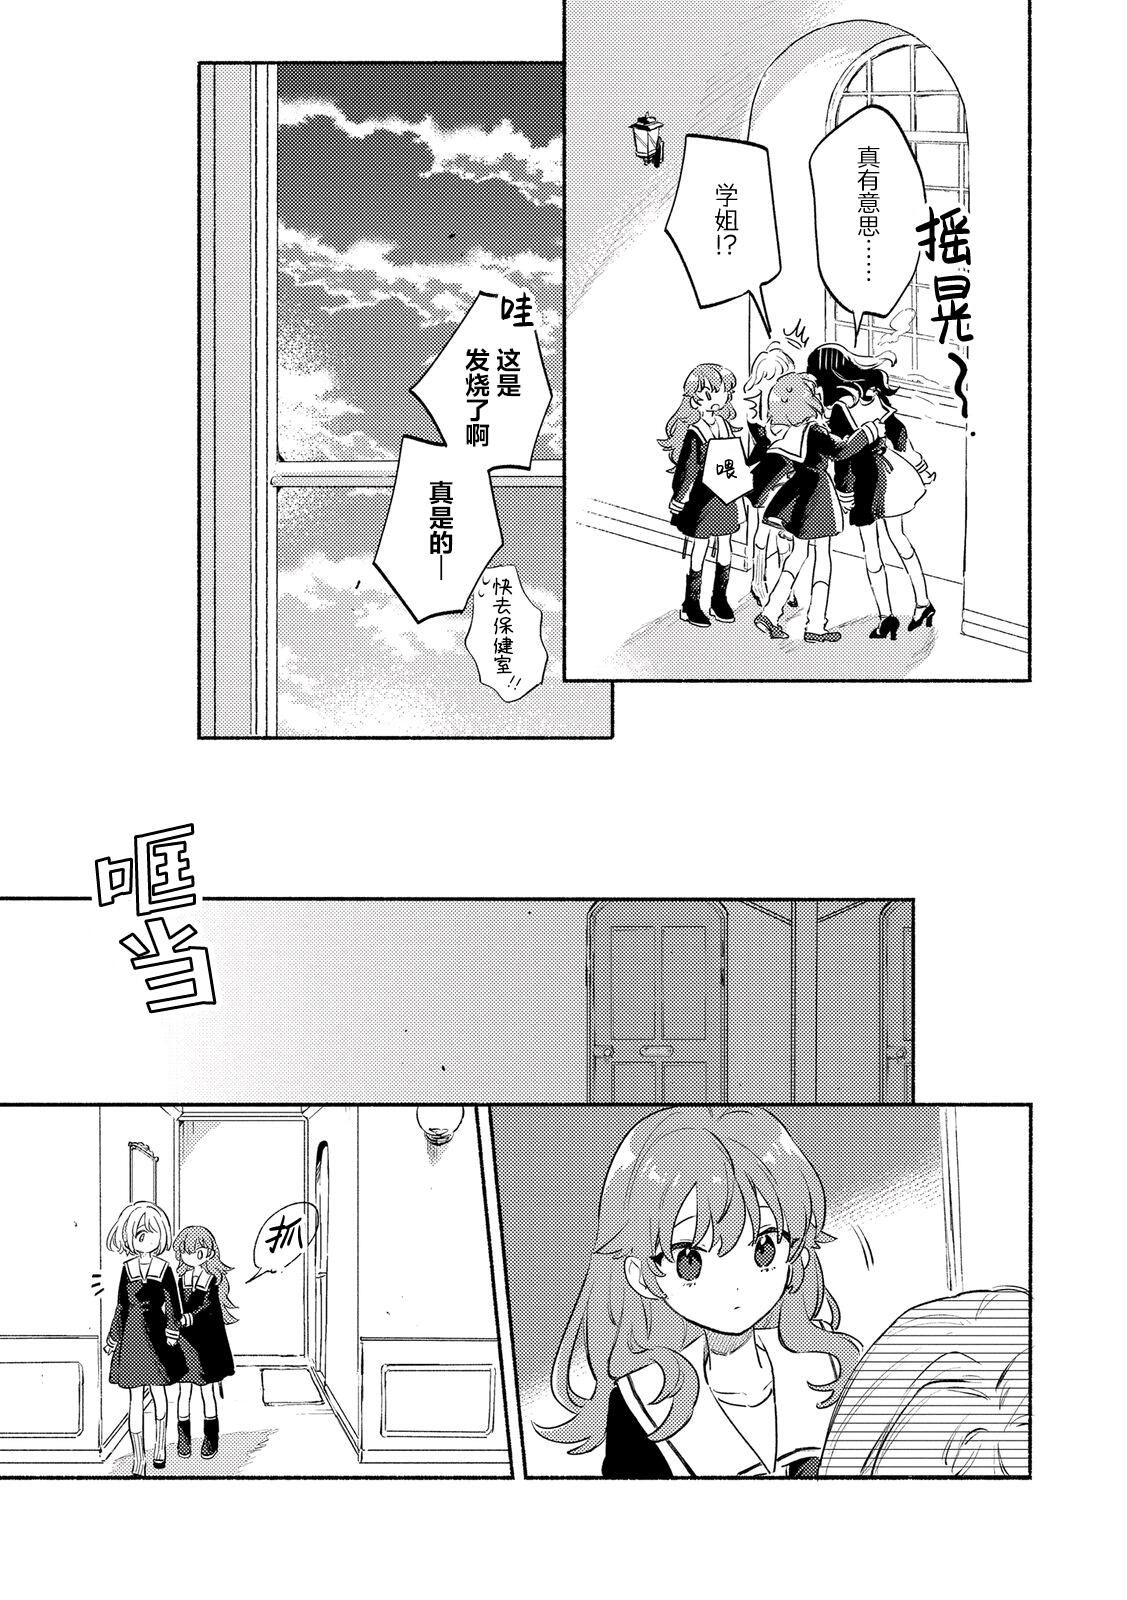 真有意思……
摇晃～
学姐!?
喂
哇
这是
发烧了啊
真是的—
快去保健室!!
哐当
抓